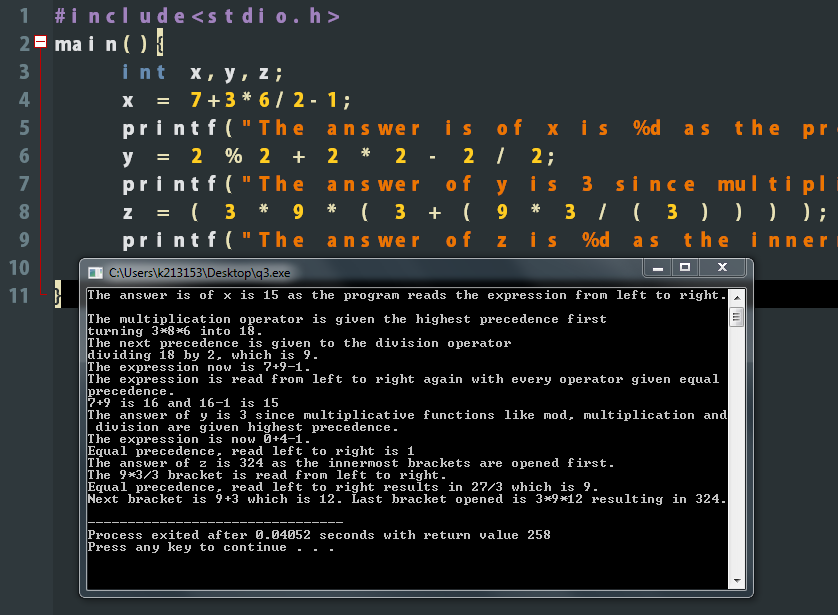 1 #include<stdio.h>
2 main(){
3 int x,y,z;
4 x = 7+3*6/2-1;
5 printf("The answer is of x is %d as the pr
6 y = 2 % 2 + 2 * 2 - 2 / 2;
7 printf("The answer of y is 3 since multipl
8 z = ( 3 * 9 * ( 3 + ( 9 * 3 / ( 3 ) ) ) );
9 printf("The answer of z is %d as the inner
10
11 }
C:\Users\k213153\Desktop\q3.exe
The answer is of x is 15 as the program reads the expression from left to right.
The multiplication operator is given the highest precedence first
turning 3*8*6 into 18.
The next precedence is given to the division operator
dividing 18 by 2, which is 9.
The expression now is 7+9-1.
The expression is read from left to right again with every operator given equal
precedence.
7+9 is 16 and 16-1 is 15
The answer of y is 3 since multiplicative functions like mod, multiplication and
division are given highest precedence.
The expression is now 0+4-1.
Equal precedence, read left to right is 1
The answer of z is 324 as the innermost brackets are opened first.
The 9*3/3 bracket is read from left to right.
Equal precedence, read left to right results in 27/3 which is 9.
Next bracket is 9+3 which is 12. Last bracket opened is 3*9*12 resulting in 324.
--------------------------------
Process exited after 0.04052 seconds with return value 258
Press any key to continue . . .